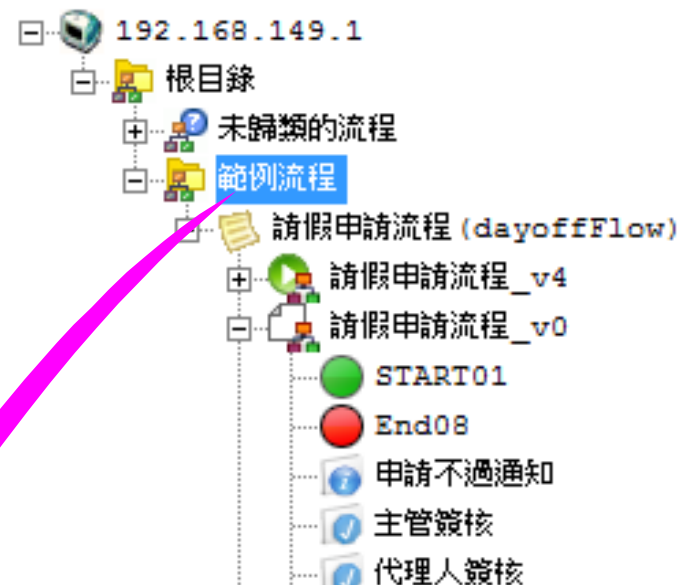 192.168.149.1
根目錄
未歸類的流程
範例流程
請假申請流程(dayoffFlow)
請假申請流程_v4
請假申請流程_v0
START01
End08
申請不過通知
主管簽核
代理人簽核